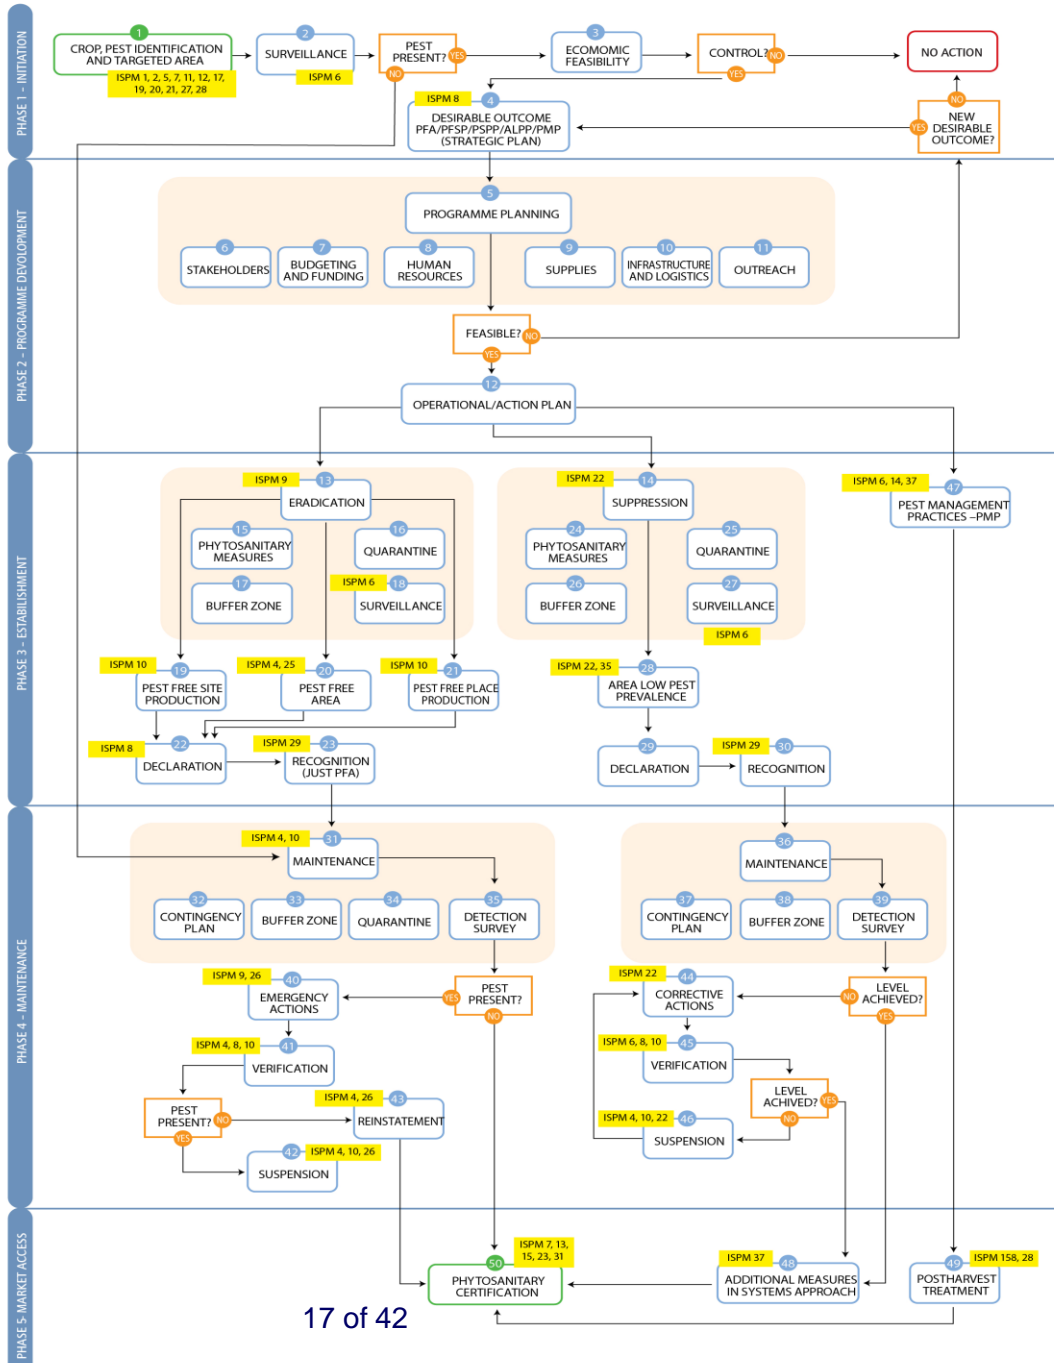 PHASE 1 – INITIATION
1
CROP, PEST IDENTIFICATION
AND TARGETED AREA
ISPM 1, 2, 5, 7, 11, 12, 17,
19, 20, 21, 27, 28
2
SURVEILLANCE
ISPM 6
PEST
PRESENT?
YES
NO
3
ECOMOMIC
FEASIBILITY
CONTROL?
NO
YES
NO ACTION
ISPM 8
4
DESIRABLE OUTCOME
PFA/PFSP/PSPP/ALPP/PMP
(STRATEGIC PLAN)
NO
YES
NEW
DESIRABLE
OUTCOME?
PHASE 2 – PROGRAMME DEVOLOPMENT
5
PROGRAMME PLANNING
6
STAKEHOLDERS
7
BUDGETING
AND FUNDING
8
HUMAN
RESOURCES
9
SUPPLIES
10
INFRASTRUCTURE
AND LOGISTICS
11
OUTREACH
FEASIBLE?
NO
YES
12
OPERATIONAL/ACTION PLAN
PHASE 3 – ESTABILISHMENT
ISPM 9
13
ERADICATION
15
PHYTOSANITARY
MEASURES
16
QUARANTINE
17
BUFFER ZONE
ISPM 6
18
SURVEILLANCE
ISPM 22
14
SUPPRESSION
24
PHYTOSANITARY
MEASURES
25
QUARANTINE
26
BUFFER ZONE
27
SURVEILLANCE
ISPM 6
ISPM 6, 14, 37
47
PEST MANAGEMENT
PRACTICES –PMP
ISPM 10
19
PEST FREE SITE
PRODUCTION
ISPM 4, 25
20
PEST FREE
AREA
ISPM 10
21
PEST FREE PLACE
PRODUCTION
ISPM 22, 35
28
AREA LOW PEST
PREVALENCE
ISPM 8
22
DECLARATION
ISPM 29
23
RECOGNITION
(JUST PFA)
29
DECLARATION
ISPM 29
30
RECOGNITION
PHASE 4 – MAINTENANCE
ISPM 4, 10
31
MAINTENANCE
32
CONTINGENCY
PLAN
33
BUFFER ZONE
34
QUARANTINE
35
DETECTION
SURVEY
36
MAINTENANCE
37
CONTINGENCY
PLAN
38
BUFFER ZONE
39
DETECTION
SURVEY
ISPM 9, 26
40
EMERGENCY
ACTIONS
YES
PEST
PRESENT?
NO
ISPM 22
44
CORRECTIVE
ACTIONS
NO
LEVEL
ACHIEVED?
YES
ISPM 4, 8, 10
41
VERIFICATION
ISPM 6, 8, 10
45
VERIFICATION
PEST
PRESENT?
NO
YES
ISPM 4, 26
43
REINSTATEMENT
LEVEL
ACHIVED?
YES
NO
ISPM 4, 10, 22
46
SUSPENSION
42
ISPM 4, 10, 26
SUSPENSION
PHASE 5- MARKET ACCESS
ISPM 7, 13,
15, 23, 31
50
PHYTOSANITARY
CERTIFICATION
ISPM 37
48
ADDITIONAL MEASURES
IN SYSTEMS APPROACH
49
ISPM 158, 28
POSTHARVEST
TREATMENT
17 of 42